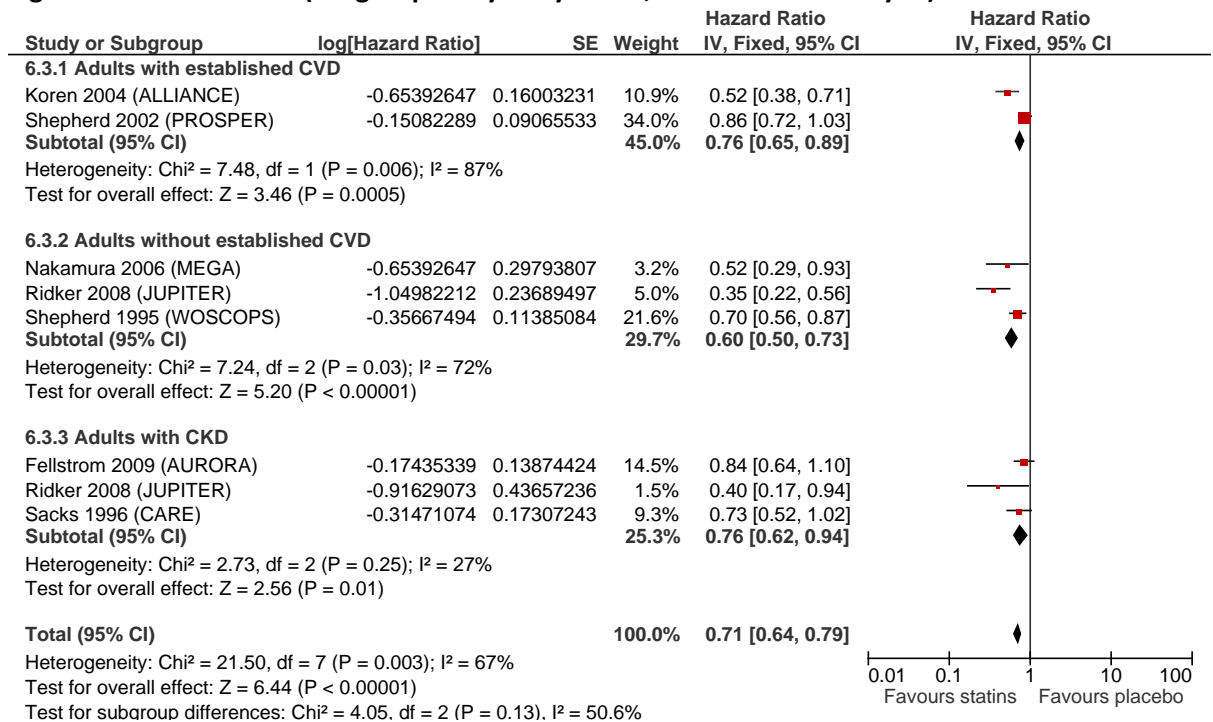 Hazard Ratio Hazard Ratio
Study or Subgroup log[Hazard Ratio] SE Weight IV, Fixed, 95% CI IV, Fixed, 95% CI
6.3.1 Adults with established CVD
Koren 2004 (ALLIANCE) -0.65392647 0.16003231 10.9% 0.52 [0.38, 0.71]
Shepherd 2002 (PROSPER) -0.15082289 0.09065533 34.0% 0.86 [0.72, 1.03]
Subtotal (95% CI) 45.0% 0.76 [0.65, 0.89]
Heterogeneity: Chi² = 7.48, df = 1 (P = 0.006); I² = 87%
Test for overall effect: Z = 3.46 (P = 0.0005)
6.3.2 Adults without established CVD
Nakamura 2006 (MEGA) -0.65392647 0.29793807 3.2% 0.52 [0.29, 0.93]
Ridker 2008 (JUPITER) -1.04982212 0.23689497 5.0% 0.35 [0.22, 0.56]
Shepherd 1995 (WOSCOPS) -0.35667494 0.11385084 21.6% 0.70 [0.56, 0.87]
Subtotal (95% CI) 29.7% 0.60 [0.50, 0.73]
Heterogeneity: Chi² = 7.24, df = 2 (P = 0.03); I² = 72%
Test for overall effect: Z = 5.20 (P < 0.00001)
6.3.3 Adults with CKD
Fellstrom 2009 (AURORA) -0.17435339 0.13874424 14.5% 0.84 [0.64, 1.10]
Ridker 2008 (JUPITER) -0.91629073 0.43657236 1.5% 0.40 [0.17, 0.94]
Sacks 1996 (CARE) -0.31471074 0.17307243 9.3% 0.73 [0.52, 1.02]
Subtotal (95% CI) 25.3% 0.76 [0.62, 0.94]
Heterogeneity: Chi² = 2.73, df = 2 (P = 0.25); I² = 27%
Test for overall effect: Z = 2.56 (P = 0.01)
Total (95% CI) 100.0% 0.71 [0.64, 0.79]
Heterogeneity: Chi² = 21.50, df = 7 (P = 0.003); I² = 67%
Test for overall effect: Z = 6.44 (P < 0.00001)
Test for subgroup differences: Chi² = 4.05, df = 2 (P = 0.13), I² = 50.6%
0.01 0.1 1 10 100
Favours statins Favours placebo